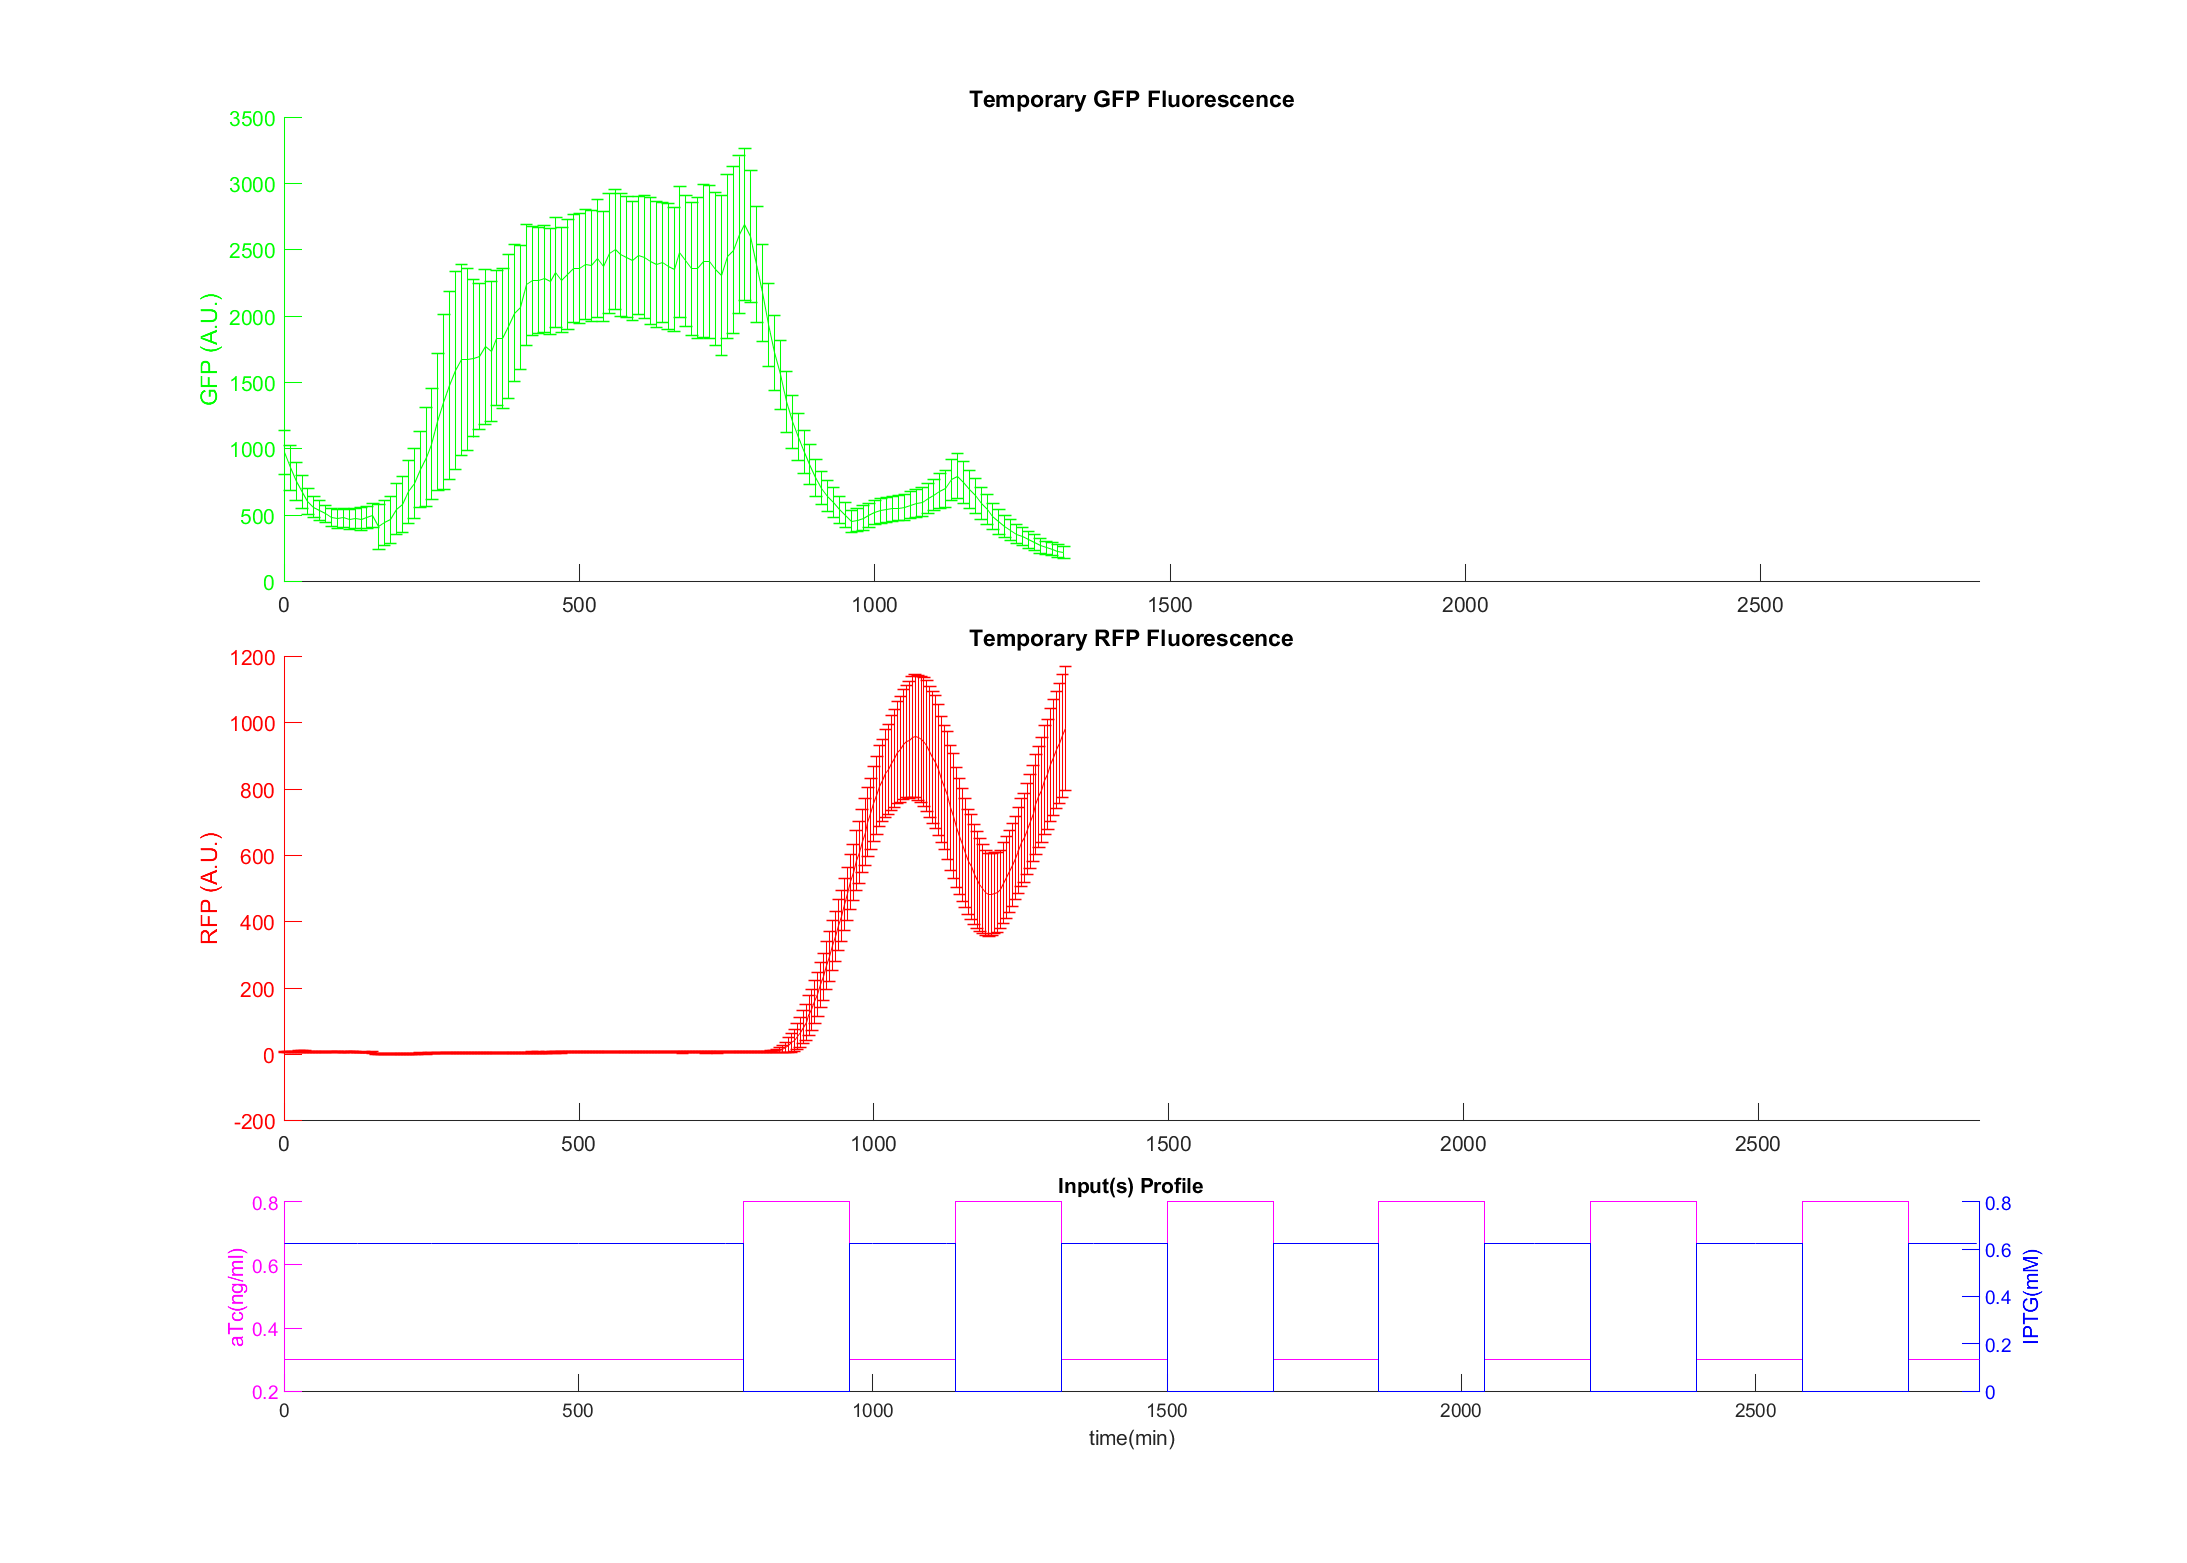 Temporary GFP Fluorescence
3500
3000
2500
2000
1500
1000
500
0
GFP (A.U.)
0 500 1000 1500 2000 2500
Temporary RFP Fluorescence
1200
1000
800
600
400
200
0
-200
RFP (A.U.)
0 500 1000 1500 2000 2500
Input(s) Profile
0.8
0.6
0.4
0.2
aTc(ng/ml)
0.8
0.6
0.4
0.2
0
IPTG(mM)
0 500 1000 1500 2000 2500
time(min)